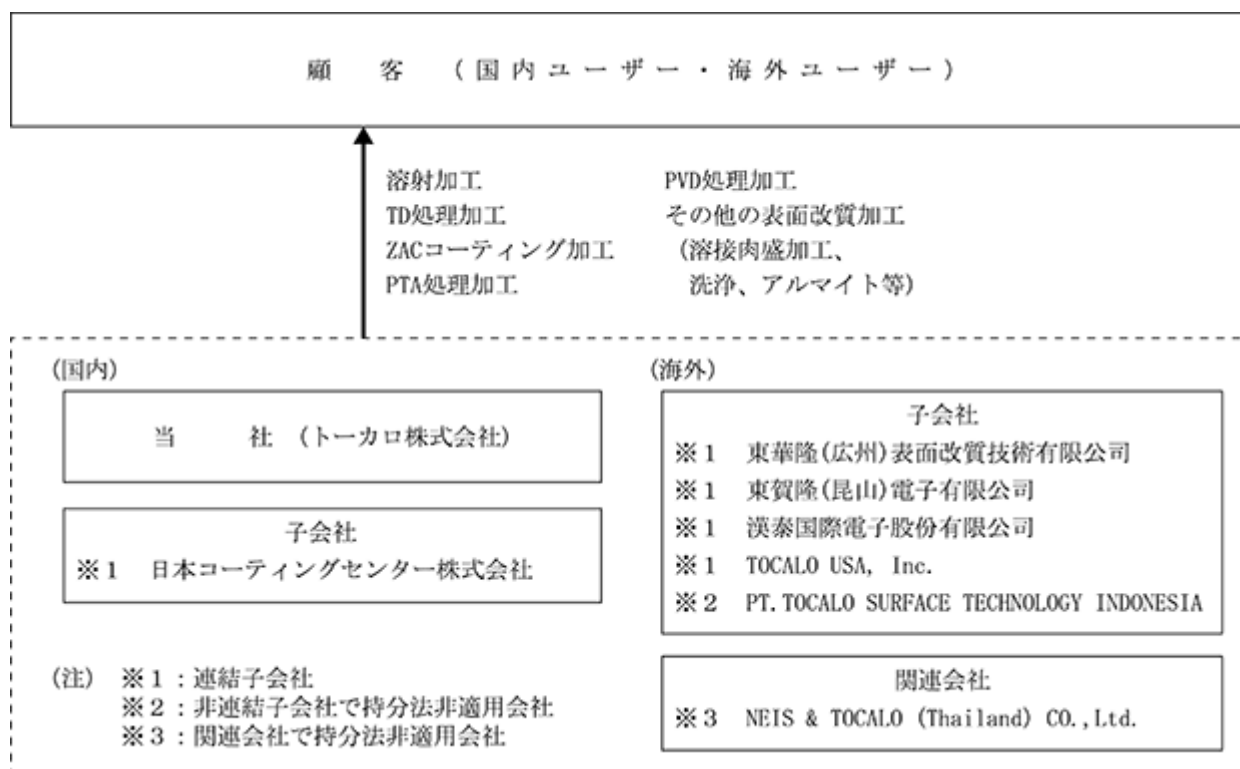 顧客（国内ユーザー・海外ユーザー）
溶射加工
TD処理加工
ZACコーティング加工
PTA処理加工
PVD処理加工
その他の表面改質加工
(溶接肉盛加工、
洗浄、アルマイト等)
(国内)
当社 (トーカロ株式会社)
子会社
※１ 日本コーティングセンター株式会社
(注) ※１：連結子会社
※２：非連結子会社で持分法非適用会社
※３：関連会社で持分法非適用会社
(海外)
子会社
※１ 東華隆(広州)表面改質技術有限公司
※１ 東賀隆(昆山)電子有限公司
※１ 漢泰国際電子股份有限公司
※１ TOCALO USA, Inc.
※２ PT.TOCALO SURFACE TECHNOLOGY INDONESIA
関連会社
※３ NEIS & TOCALO (Thailand) CO.,Ltd.